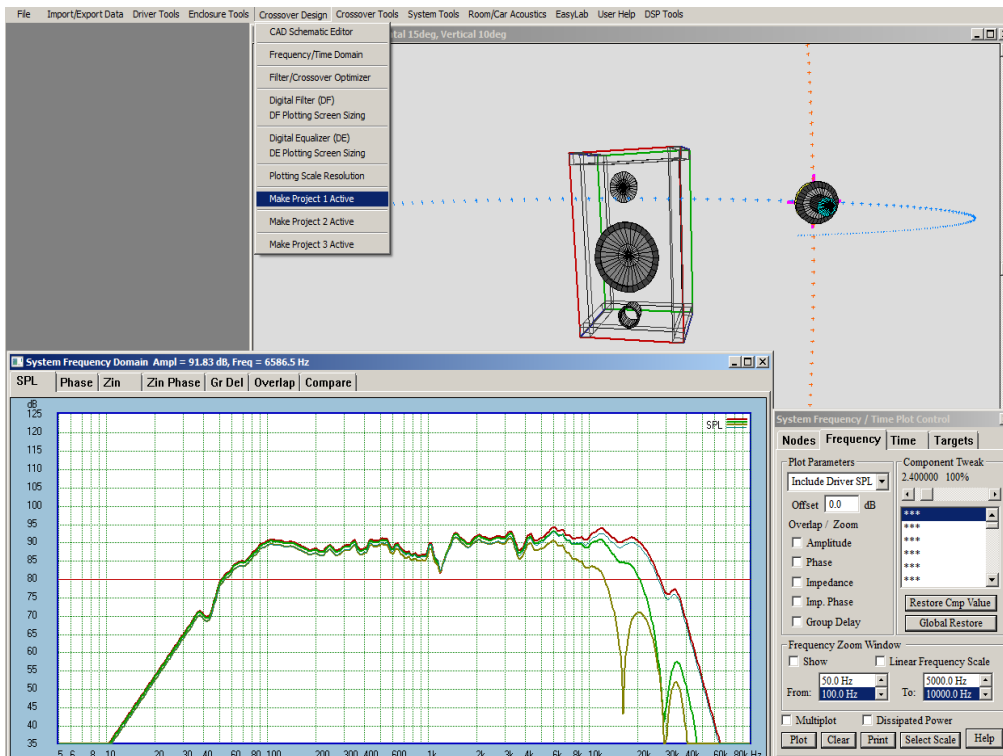 File Import/Export Data Driver Tools Enclosure Tools Crossover Design Crossover Tools System Tools Room/Car Acoustics EasyLab User Help DSP Tools
CAD Schematic Editor
Frequency/Time Domain
Filter/Crossover Optimizer
Digital Filter (DF)
DF Plotting Screen Sizing
Digital Equalizer (DE)
DE Plotting Screen Sizing
Plotting Scale Resolution
Make Project 1 Active
Make Project 2 Active
Make Project 3 Active
15deg, Vertical 10deg
System Frequency Domain Ampl = 91.83 dB, Freq = 6586.5 Hz
SPL Phase Zin Zin Phase Gr Del Overlap Compare
dB
125
120
115
110
105
100
95
90
85
80
75
70
65
60
55
50
45
40
35
SPL
5 6 8 10 20 30 40 60 80 100 200 400 600 1k 2k 3k 4k 6k 10k 20k 30k 60k 80k Hz
System Frequency / Time Plot Control
Nodes Frequency Time Targets
Plot Parameters
Include Driver SPL
Offset 0.0 dB
Overlap / Zoom
Amplitude
Phase
Impedance
Imp. Phase
Group Delay
Component Tweak
2.400000 100%
***
***
***
***
***
***
Restore Cmp Value
Global Restore
Frequency Zoom Window
Show Linear Frequency Scale
50.0 Hz 5000.0 Hz
From: 100.0 Hz To: 10000.0 Hz
Multiplot Dissipated Power
Plot Clear Print Select Scale Help